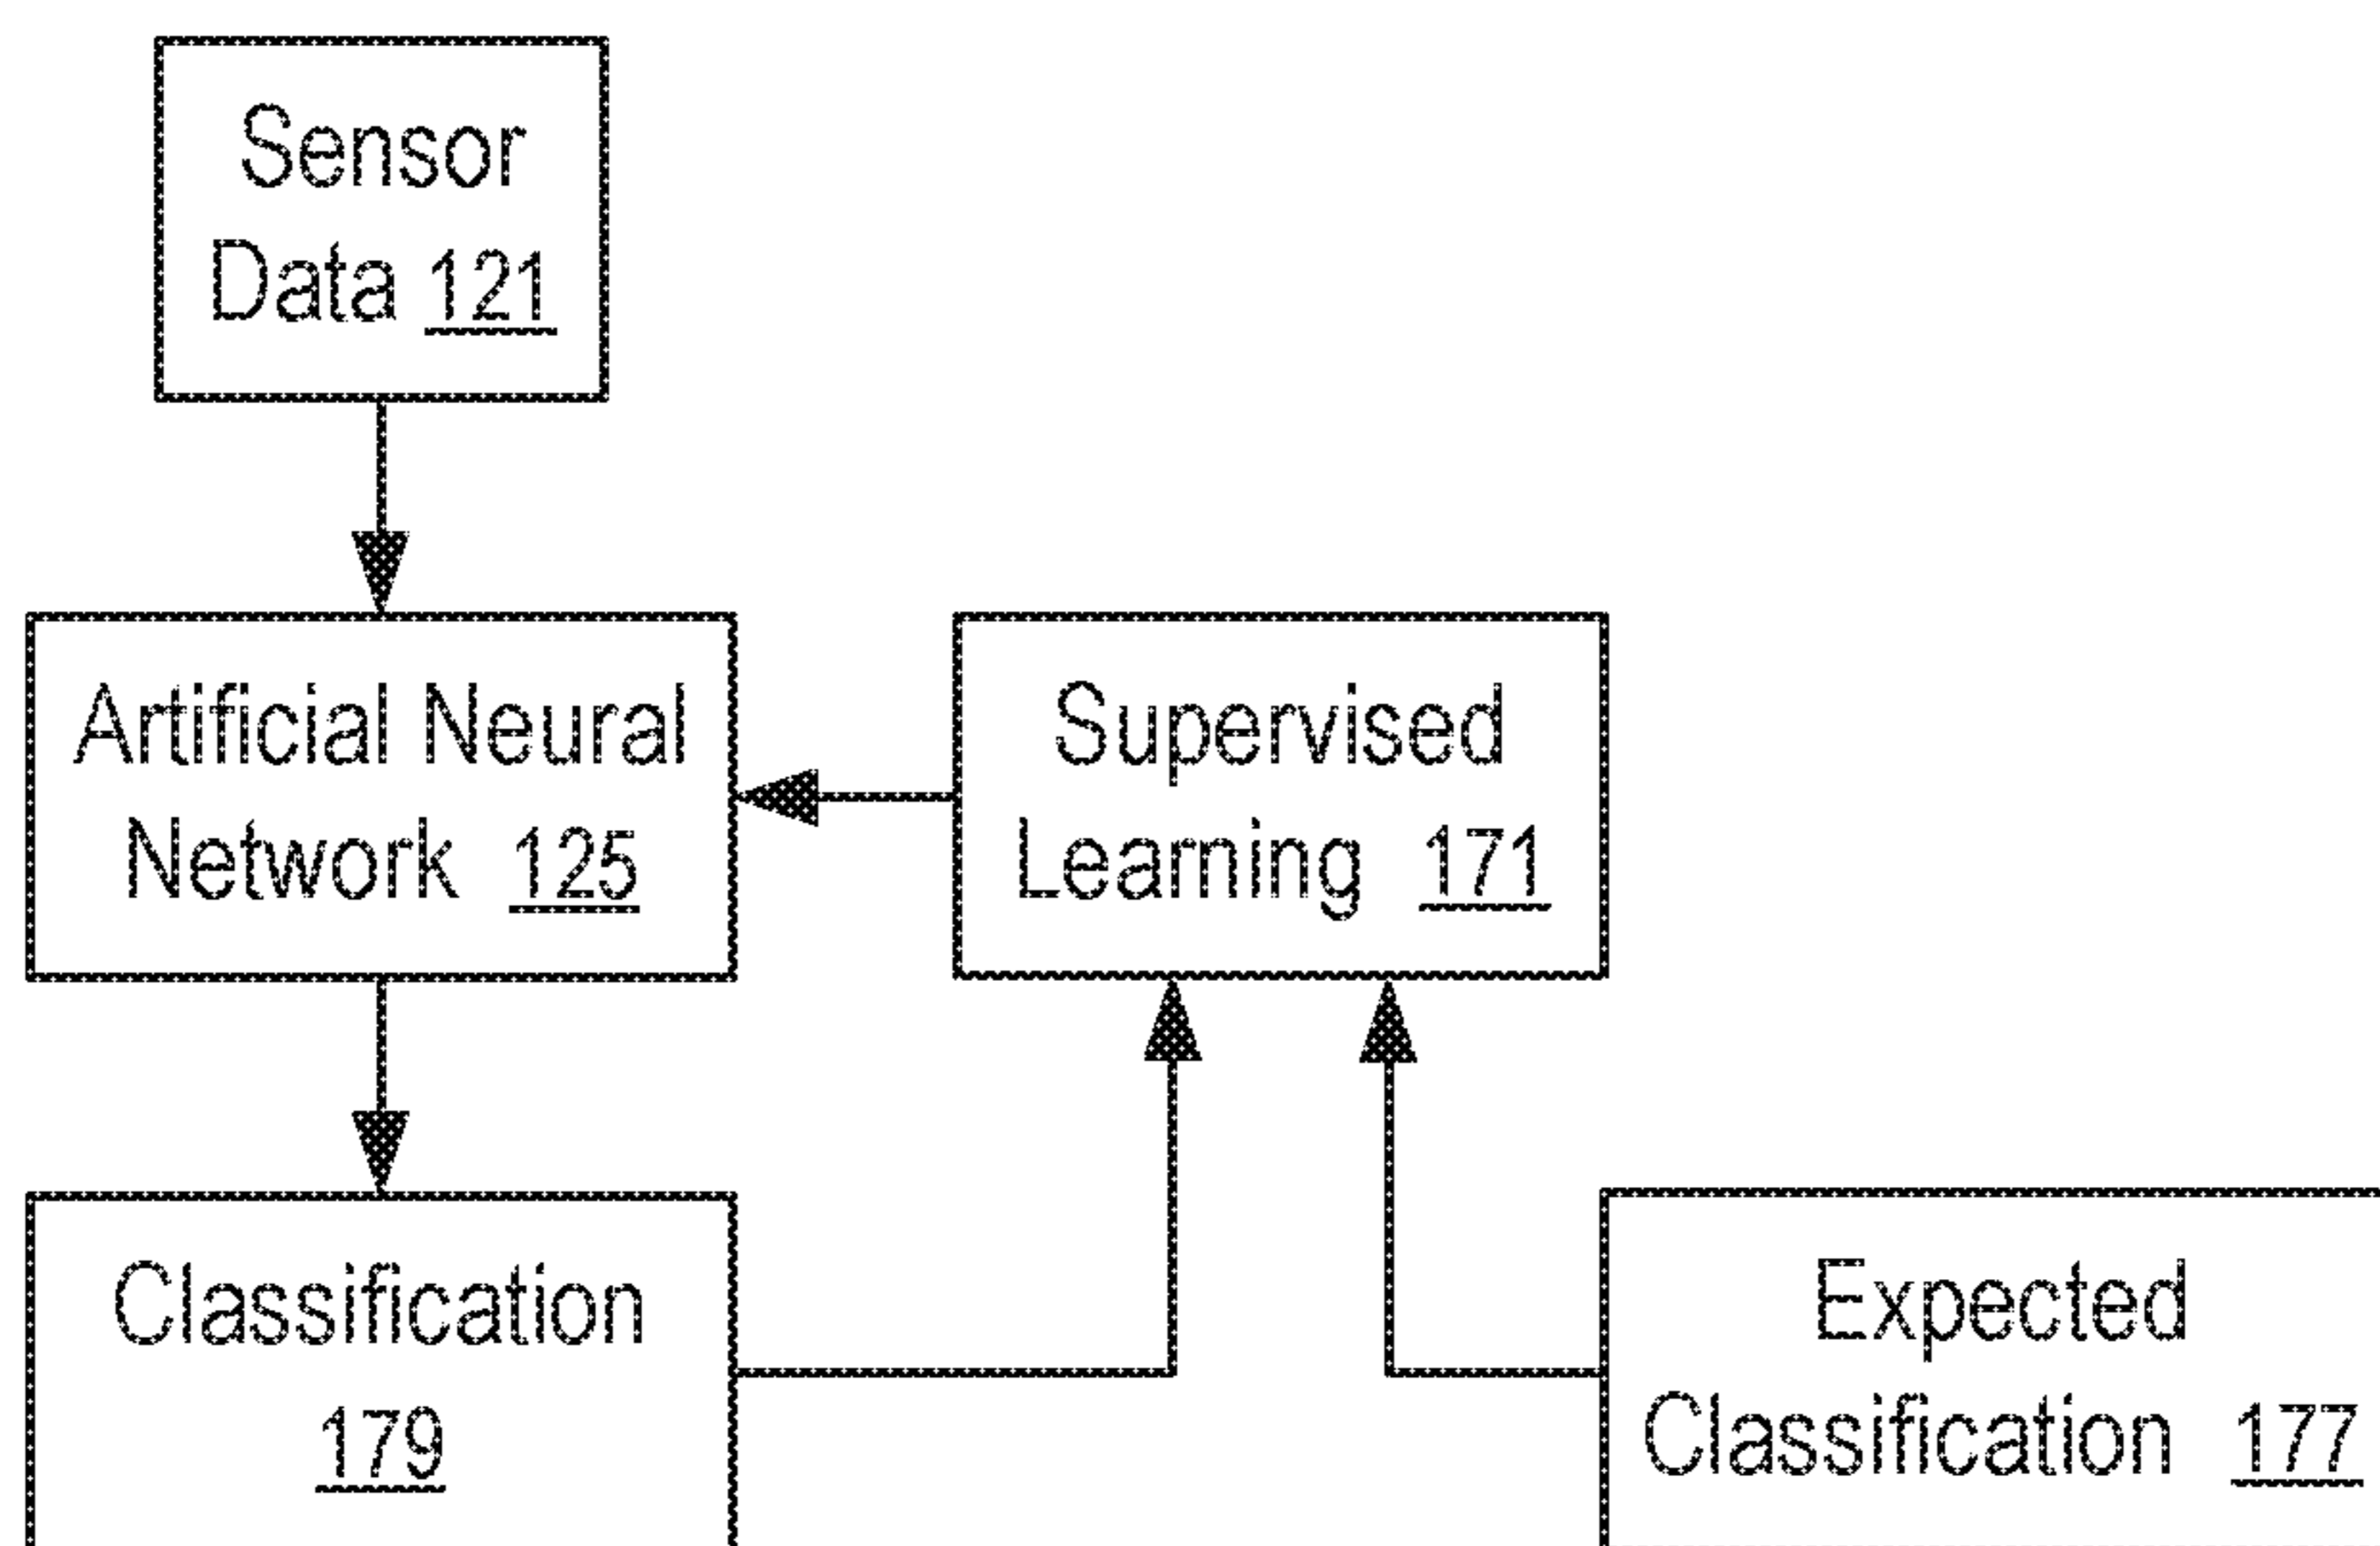 Sensor
Data 121
Artificial Neural
Network 125
Supervised
Learning 171
Classification
179
Expected
Classification 177